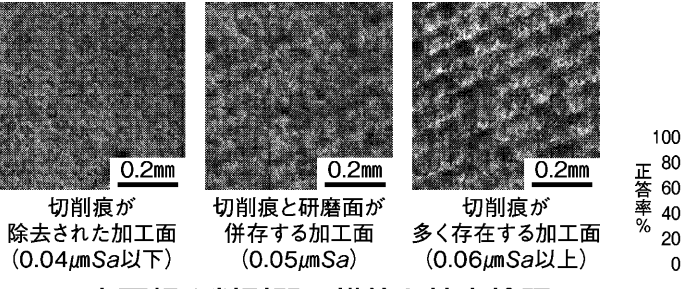 0.2mm
0.2mm
0.2mm
切削痕が
除去された加工面
（0.04μmSa以下）
切削痕と研磨面が
併存する加工面
（0.05μmSa）
切削痕が
多く存在する加工面
（0.06μmSa以上）
正答率%
100
80
60
40
20
0